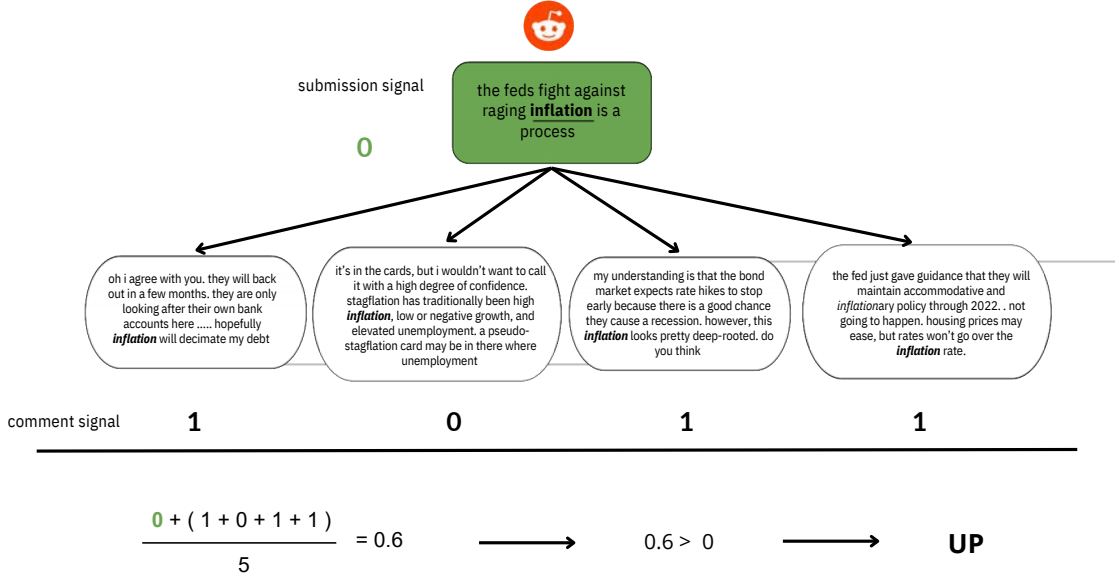 submission signal
0
the feds fight against
raging inflation is a
process
oh i agree with you. they will back
out in a few months. they are only
looking after their own bank
accounts here ..... hopefully
inflation will decimate my debt
it's in the cards, but i wouldn't want to call
it with a high degree of confidence.
stagflation has traditionally been high
inflation, low or negative growth, and
elevated unemployment. a pseudo-
stagflation card may be in there where
unemployment
my understanding is that the bond
market expects rate hikes to stop
early because there is a good chance
they cause a recession. however, this
inflation looks pretty deep-rooted. do
you think
the fed just gave guidance that they will
maintain accommodative and
inflationary policy through 2022. . not
going to happen. housing prices may
ease, but rates won't go over the
inflation rate.
comment signal
1
0
1
1
0 + ( 1 + 0 + 1 + 1 )
5
= 0.6
0.6 > 0
UP